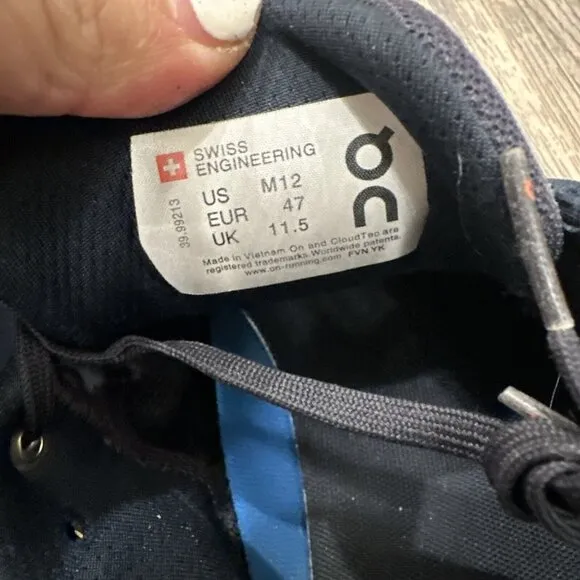 SWISS
ENGINEERING
US M12
EUR 47
UK 11.5
39.99213
Made in Vietnam On and CloudTec are
registered trademarks. Worldwide patents.
www.on-running.com FVN YK
On